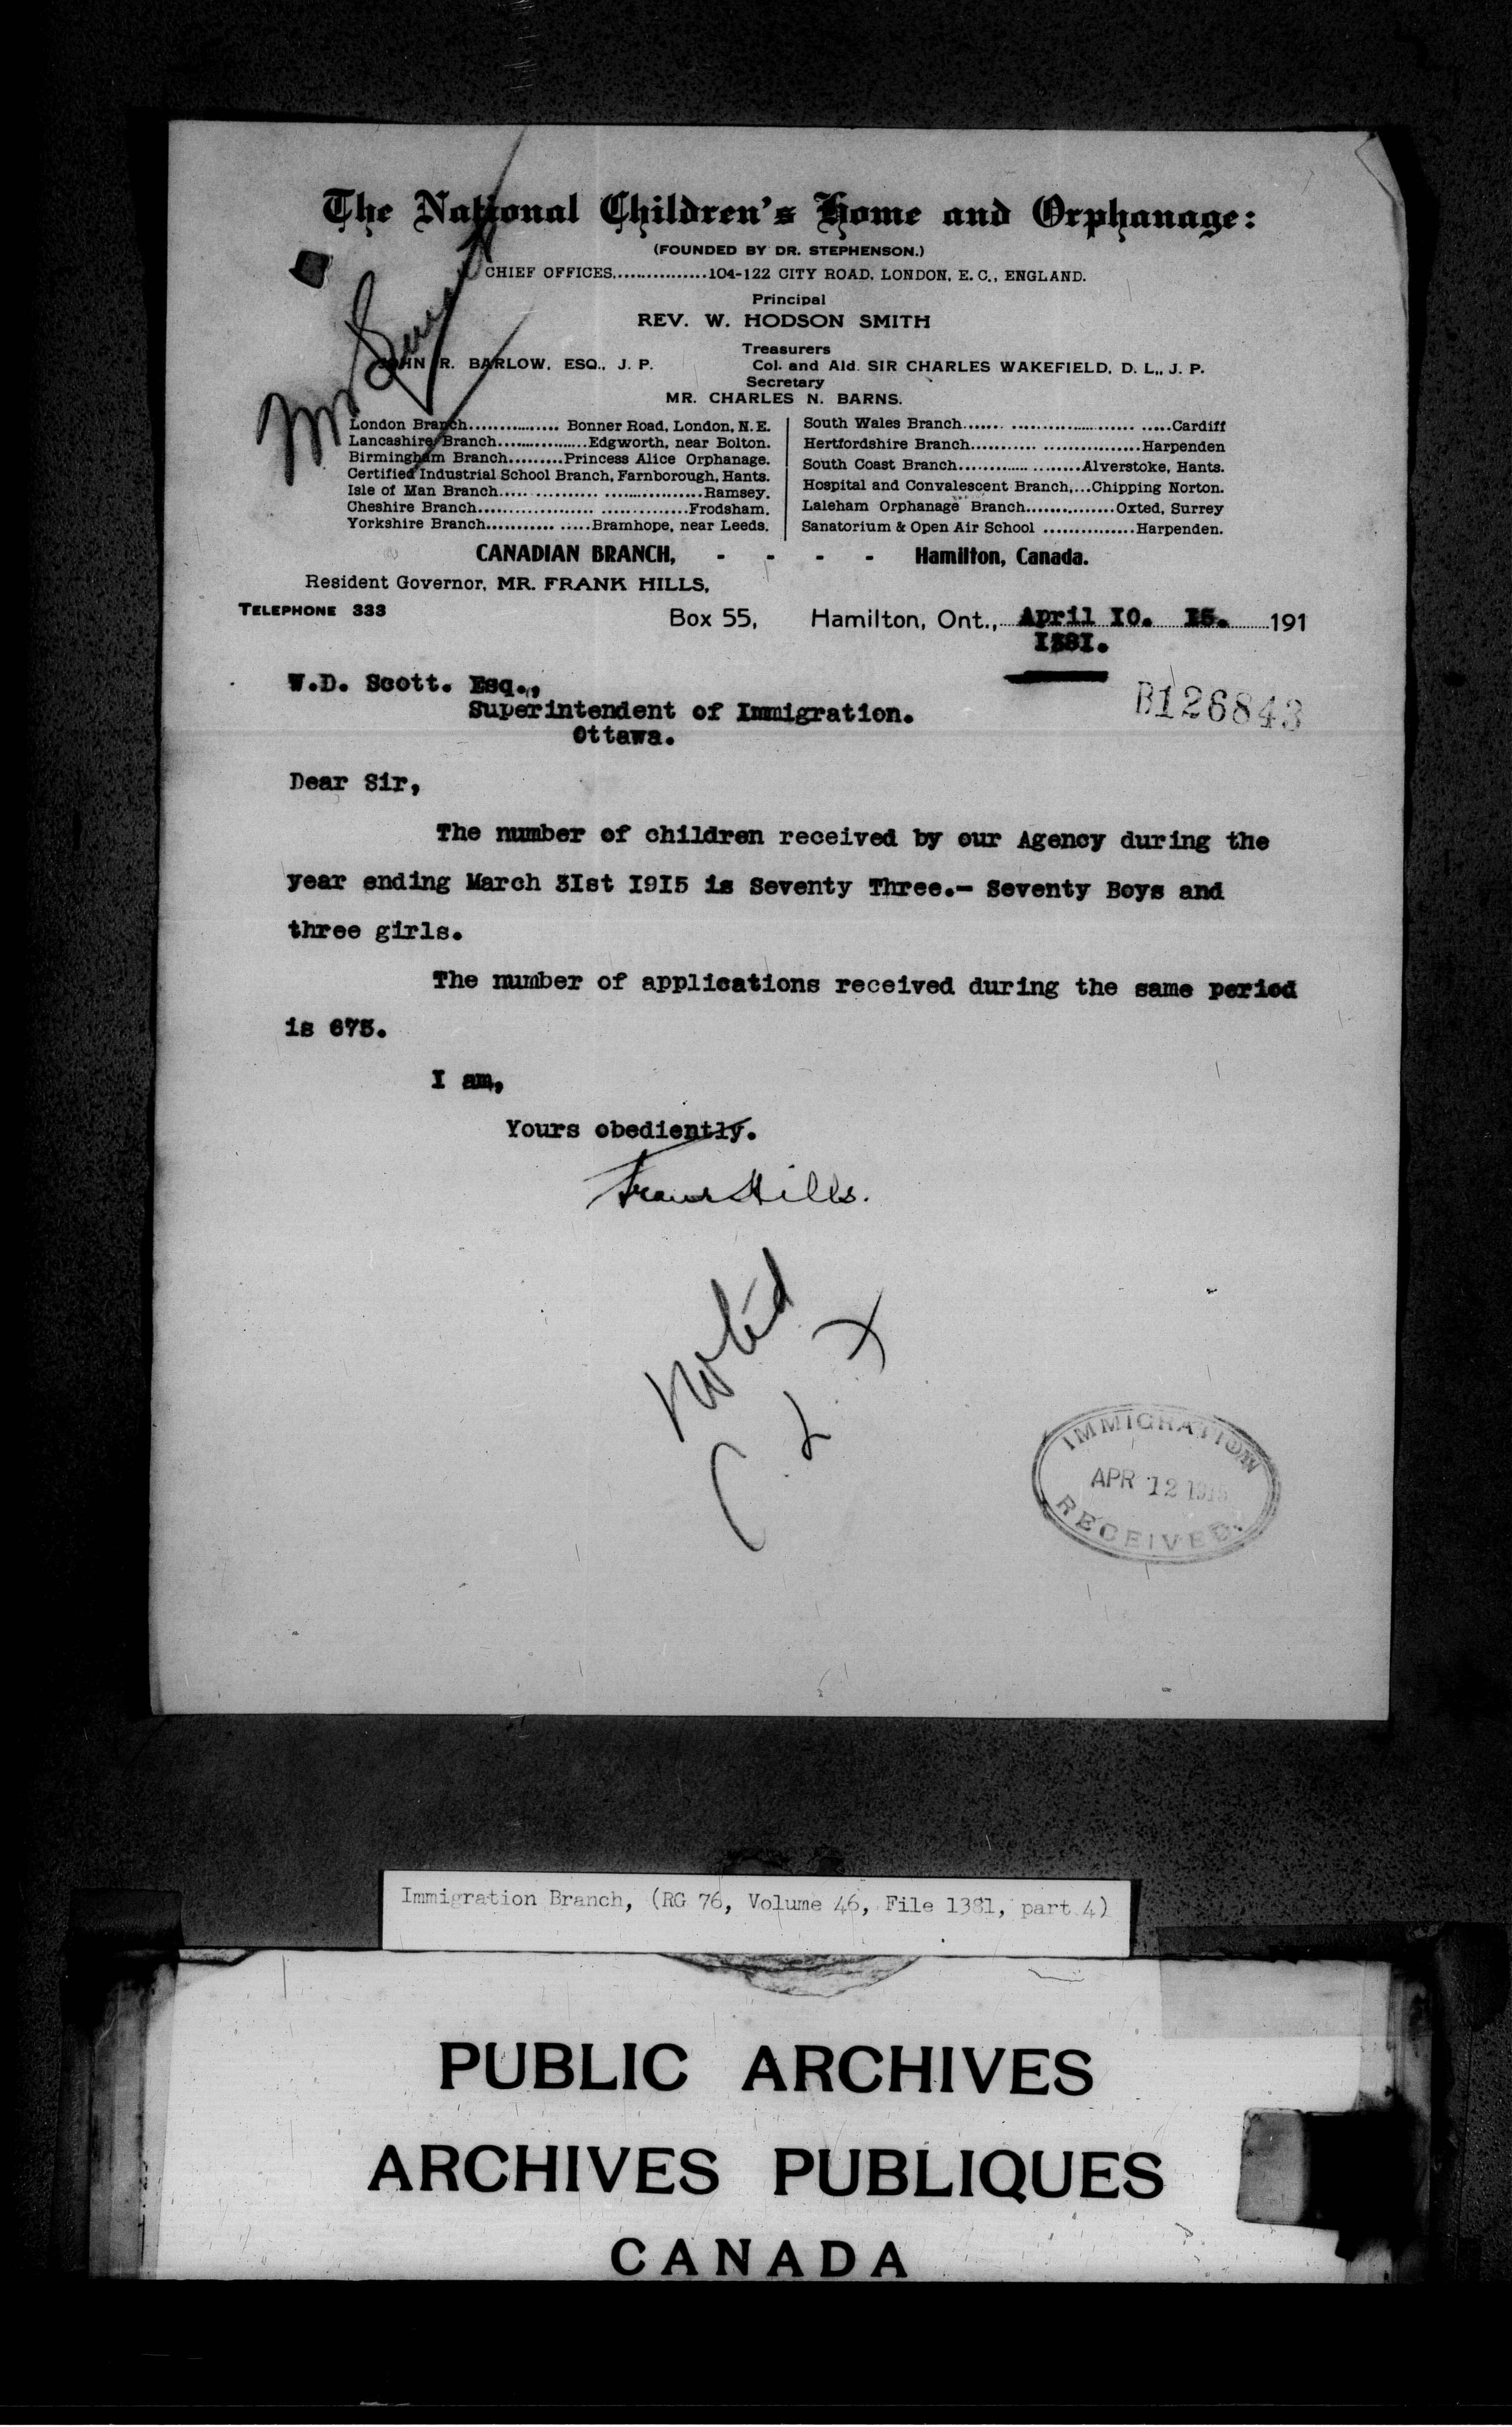 The National Children's Home and Orphanage:
(FOUNDED BY DR. STEPHENSON.)
CHIEF OFFICES...............104-122 CITY ROAD, LONDON, E. C., ENGLAND.
Principal
REV. W. HODSON SMITH
Treasurers
JOHN R. BARLOW, ESQ., J. P. Col. and Ald. SIR CHARLES WAKEFIELD, D. L., J. P.
Secretary
MR. CHARLES N. BARNS.
London Branch................ Bonner Road, London, N. E.
Lancashire Branch...............Edgworth, near Bolton.
Birmingham Branch.........Princess Alice Orphanage.
Certified Industrial School Branch, Farnborough, Hants.
Isle of Man Branch..... ............. ................Ramsey.
Cheshire Branch.................. ..............Frodsham.
Yorkshire Branch........... .....Bramhope, near Leeds.
South Wales Branch....... ....................... .....Cardiff
Hertfordshire Branch........... .................Harpenden
South Coast Branch............. ........Alverstoke, Hants.
Hospital and Convalescent Branch,...Chipping Norton.
Laleham Orphanage Branch...............Oxted, Surrey
Sanatorium & Open Air School ...............Harpenden.
CANADIAN BRANCH, - - - - Hamilton, Canada.
Resident Governor, MR. FRANK HILLS,
TELEPHONE 333
Box 55, Hamilton, Ont., April 10. 15. 191
1381.
B126843
W.D. Scott. Esq.,
Superintendent of Immigration.
Ottawa.
Dear Sir,
The number of children received by our Agency during the
year ending March 3Ist I9I5 is Seventy Three.- Seventy Boys and
three girls.
The number of applications received during the same period
is 675.
I am,
Yours obediently.
Frank Hills.
Noted
IMMIGRATION
APR 12 1915
RECEIVED.
Immigration Branch, (RG 76, Volume 46, File 1381, part 4)
PUBLIC ARCHIVES
ARCHIVES PUBLIQUES
CANADA